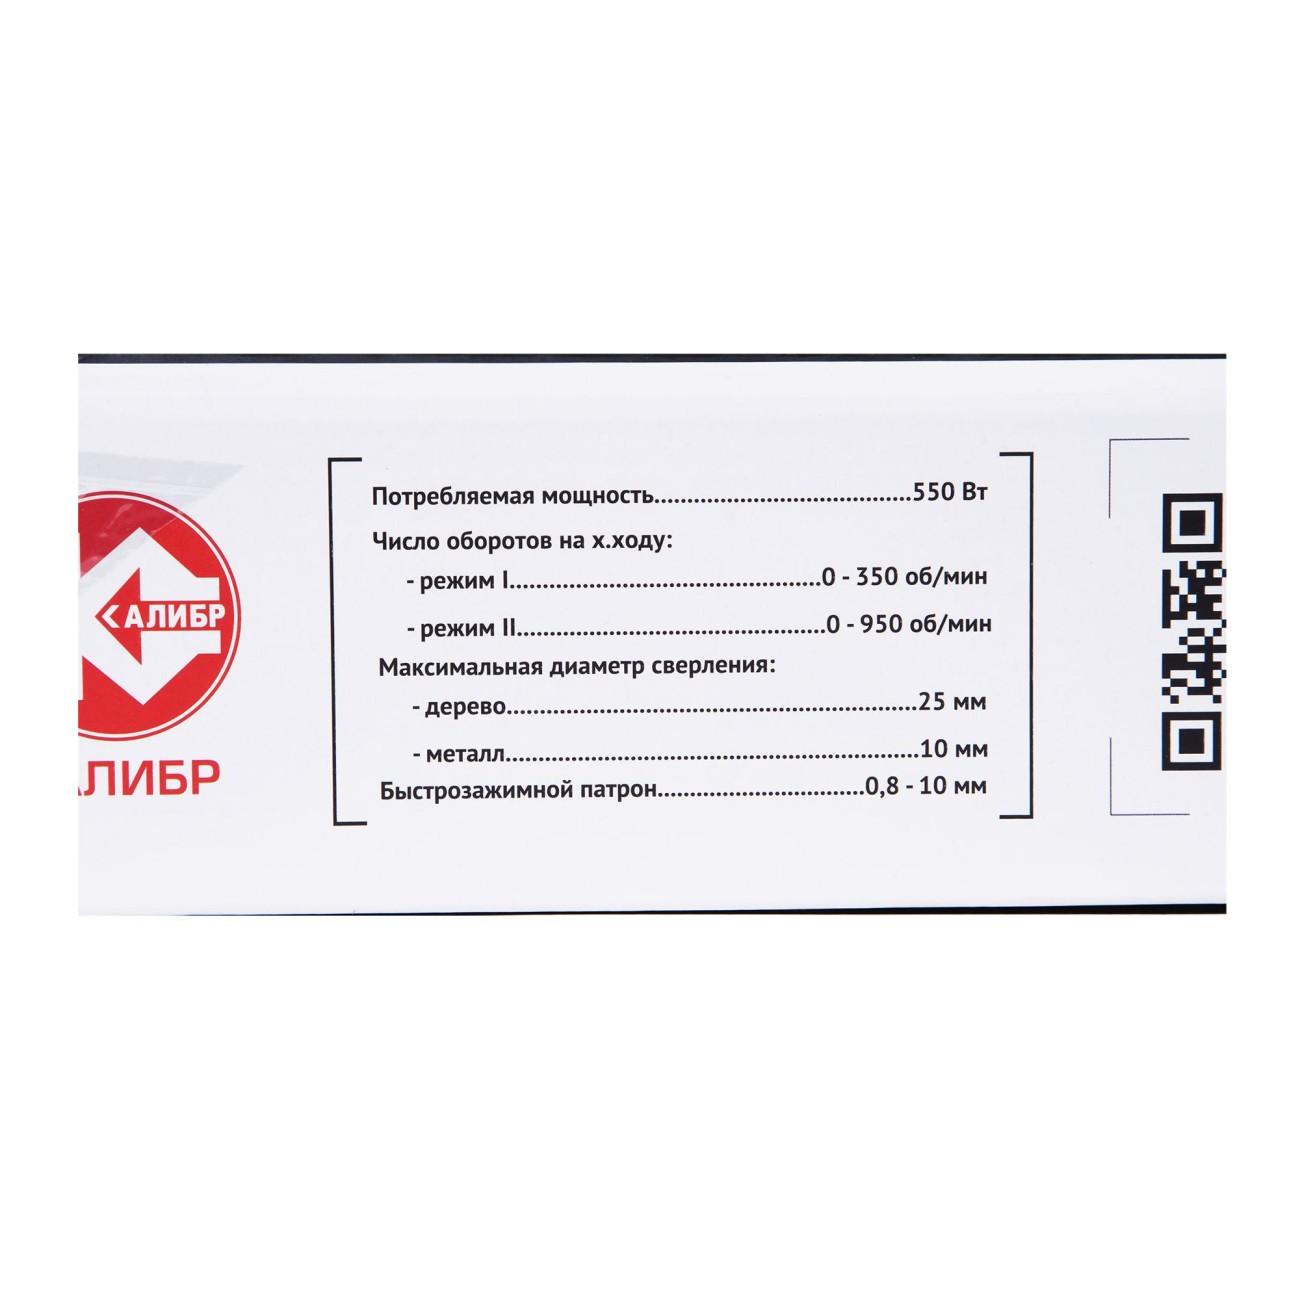 КАЛИБР
АЛИБР
Потребляемая мощность....................................550 Вт
Число оборотов на х.ходу:
- режим I............................................0 - 350 об/мин
- режим II............................................0 - 950 об/мин
Максимальная диаметр сверления:
- дерево..........................................................25 мм
- металл..........................................................10 мм
Быстрозажимной патрон.............................0,8 - 10 мм